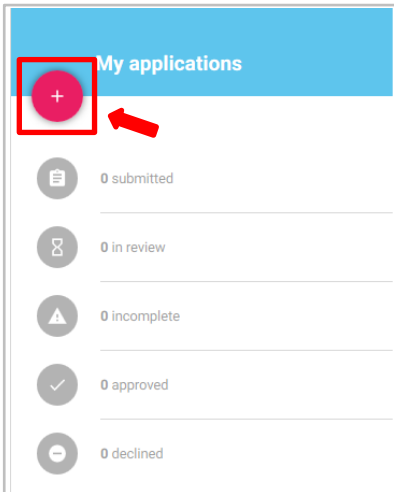 My applications
+
0 submitted
0 in review
0 incomplete
0 approved
0 declined